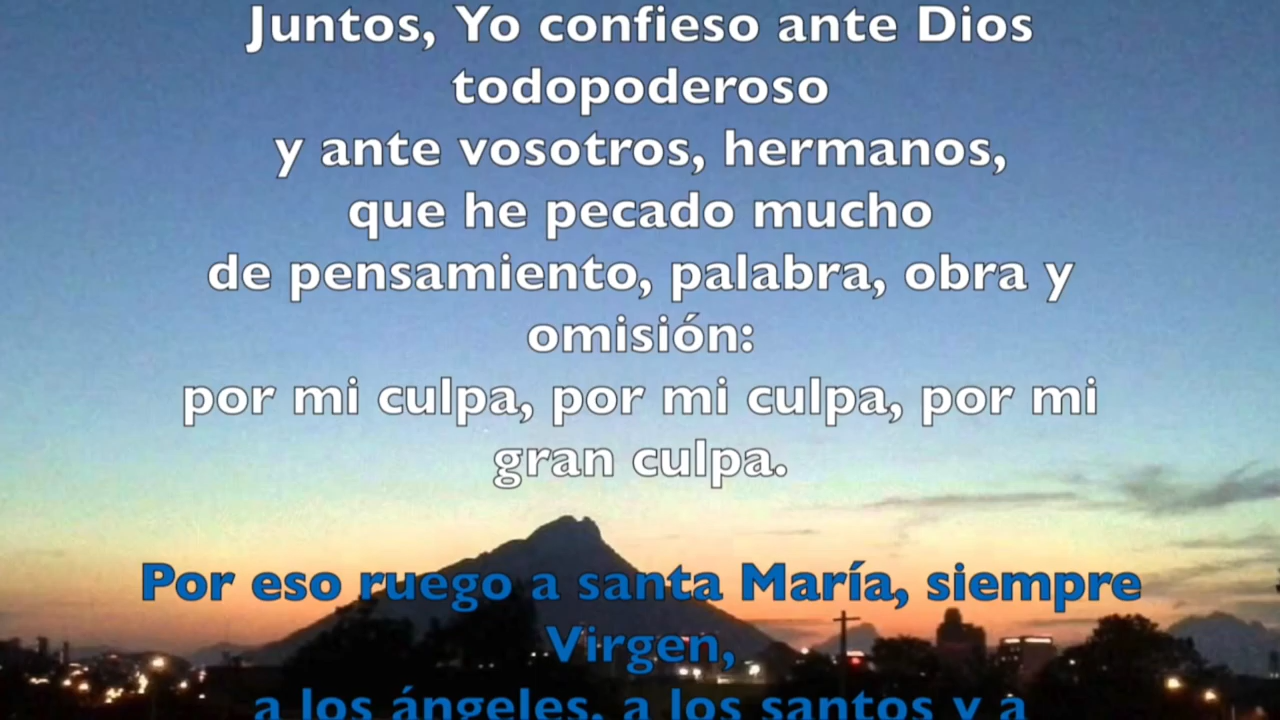 Juntos, Yo confieso ante Dios
todopoderoso
y ante vosotros, hermanos,
que he pecado mucho
de pensamiento, palabra, obra y
omisión:
por mi culpa, por mi culpa, por mi
gran culpa.
Por eso ruego a santa María, siempre
Virgen,
a los ángeles, a los santos y a